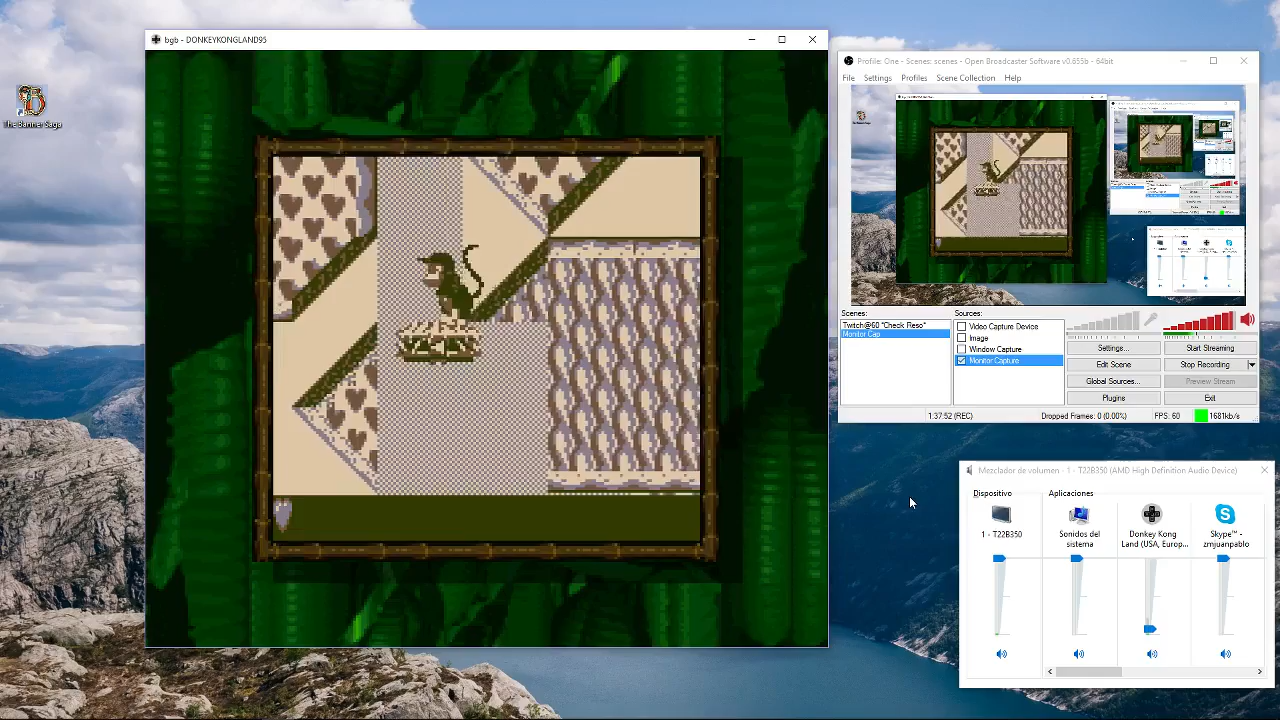 bgb - DONKEYKONGLAND95
The Banner Saga
Profile: One - Scenes: scenes - Open Broadcaster Software v0.655b - 64bit
File Settings Profiles Scene Collection Help
Scenes:
Twitch@60 "Check Reso"
Monitor Cap
Sources:
Video Capture Device
Image
Window Capture
Monitor Capture
Settings...
Start Streaming
Edit Scene
Stop Recording
Global Sources...
Preview Stream
Plugins
Exit
1:37:52 (REC)
Dropped Frames: 0 (0.00%)
FPS: 60
1681kb/s
Mezclador de volumen - 1 - T22B350 (AMD High Definition Audio Device)
Dispositivo
Aplicaciones
1 - T22B350
Sonidos del
sistema
Donkey Kong
Land (USA, Europ...
Skype™ -
zmjuanpablo